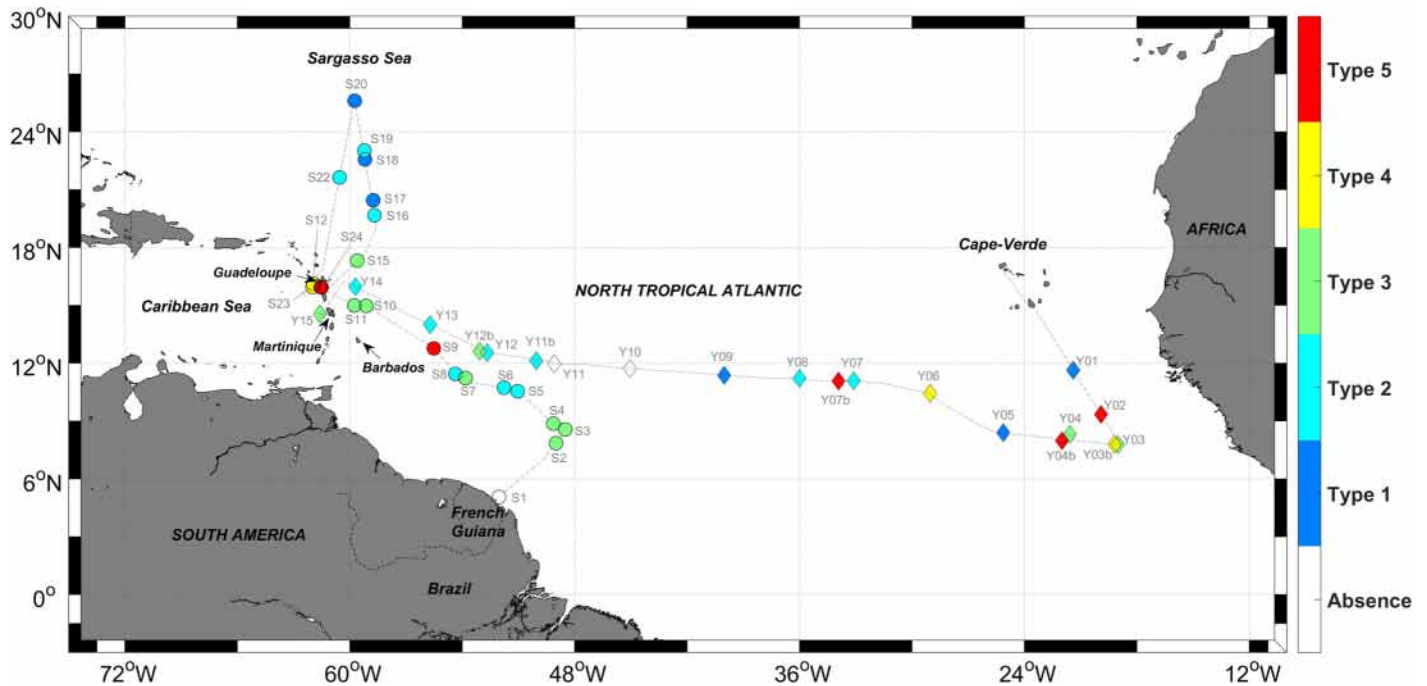 30°N
Sargasso Sea
S20
Type 5
24°N
S19
S18
S22
S17
S16
Type 4
S12
S24
18°N
Guadeloupe
S15
Y14
Cape-Verde
AFRICA
Caribbean Sea
S23
Y15
S11
S10
NORTH TROPICAL ATLANTIC
Type 3
Martinique
Y13
S9
Y12b
Y12
Y11b
Barbados
12°N
S8
S7
S6
S5
Y11
Y10
Y09
Y08
Y07
Y07b
Y06
Y01
Type 2
S4
S3
S2
Y05
Y04
Y04b
Y02
Y03
Y03b
6°N
S1
Type 1
French
Guiana
SOUTH AMERICA
Brazil
0°
Absence
72°W
60°W
48°W
36°W
24°W
12°W